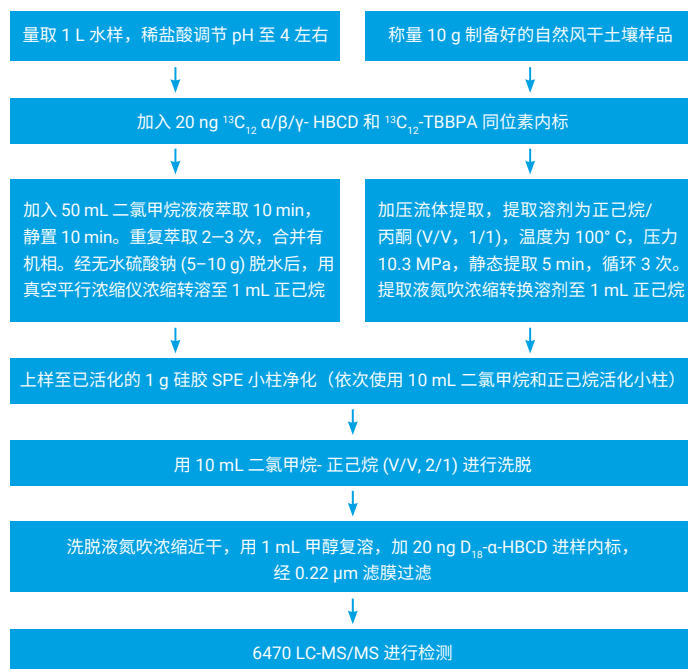 量取 1 L 水样，稀盐酸调节 pH 至 4 左右
称量 10 g 制备好的自然风干土壤样品
加入 20 ng ¹³C₁₂ α/β/γ- HBCD 和 ¹³C₁₂-TBBPA 同位素内标
加入 50 mL 二氯甲烷液液萃取 10 min，
静置 10 min。重复萃取 2—3 次，合并有
机相。经无水硫酸钠 (5–10 g) 脱水后，用
真空平行浓缩仪浓缩转溶至 1 mL 正己烷
加压流体提取，提取溶剂为正己烷/
丙酮 (V/V，1/1)，温度为 100° C，压力
10.3 MPa，静态提取 5 min，循环 3 次。
提取液氮吹浓缩转换溶剂至 1 mL 正己烷
上样至已活化的 1 g 硅胶 SPE 小柱净化（依次使用 10 mL 二氯甲烷和正己烷活化小柱）
用 10 mL 二氯甲烷- 正己烷 (V/V, 2/1) 进行洗脱
洗脱液氮吹浓缩近干，用 1 mL 甲醇复溶，加 20 ng D₁₈-α-HBCD 进样内标，
经 0.22 µm 滤膜过滤
6470 LC-MS/MS 进行检测